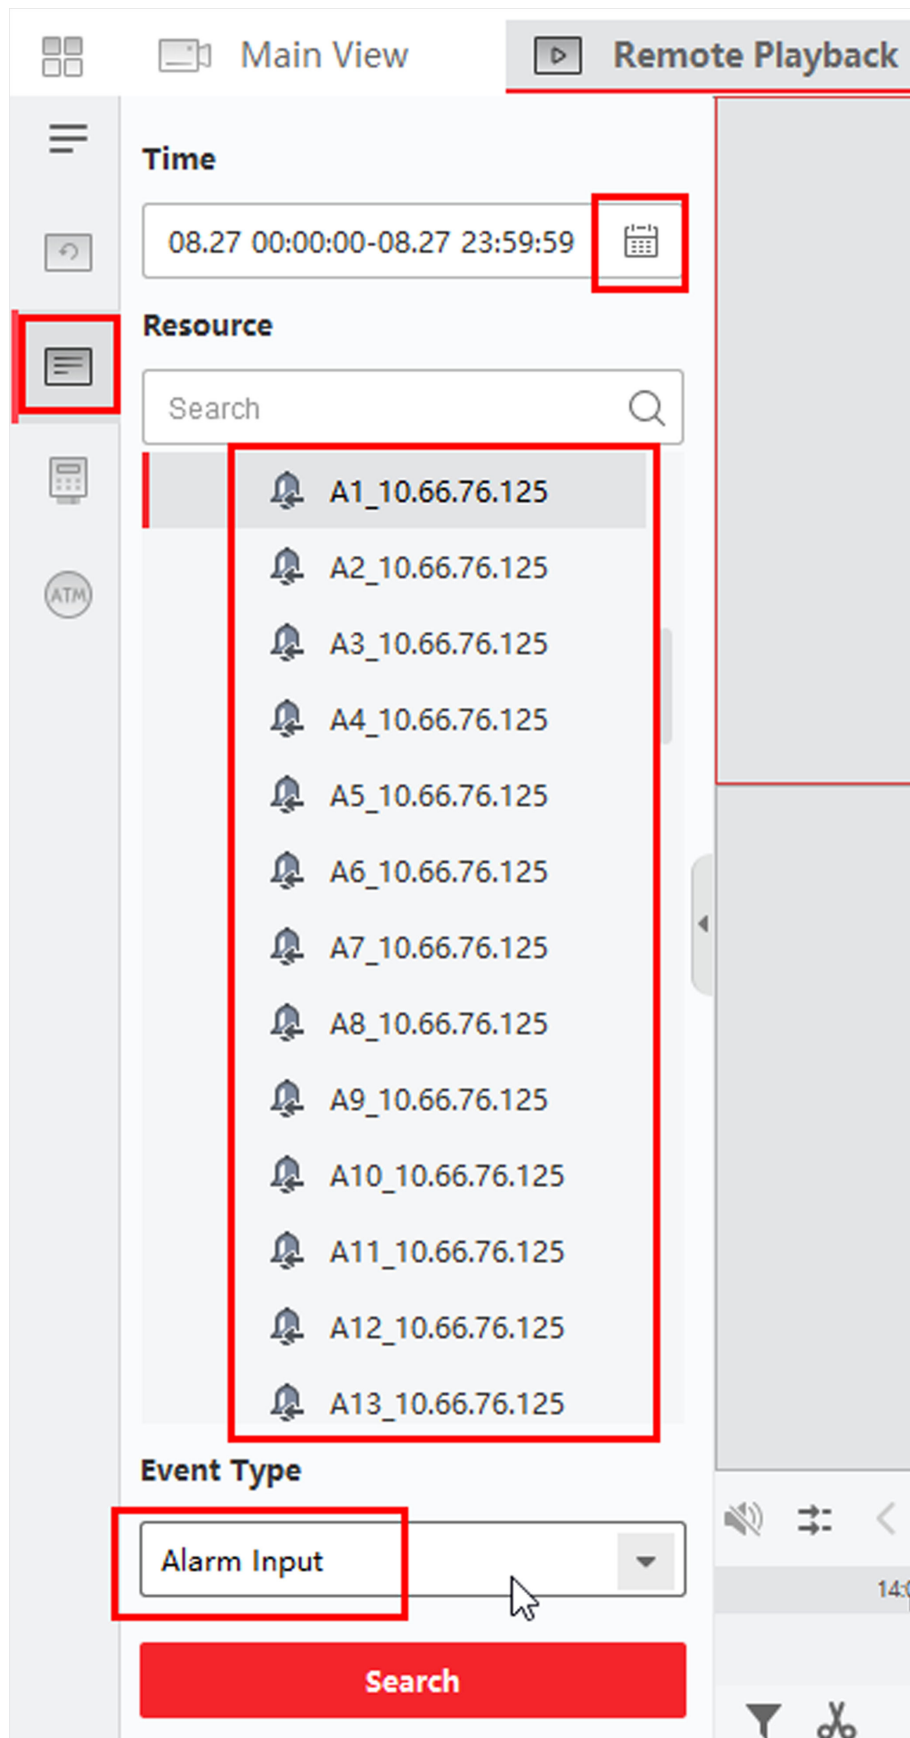 Main View
Remote Playback
Time
08.27 00:00:00-08.27 23:59:59
Resource
Search
A1_10.66.76.125
A2_10.66.76.125
A3_10.66.76.125
A4_10.66.76.125
A5_10.66.76.125
A6_10.66.76.125
A7_10.66.76.125
A8_10.66.76.125
A9_10.66.76.125
A10_10.66.76.125
A11_10.66.76.125
A12_10.66.76.125
A13_10.66.76.125
ATM
Event Type
Alarm Input
Search